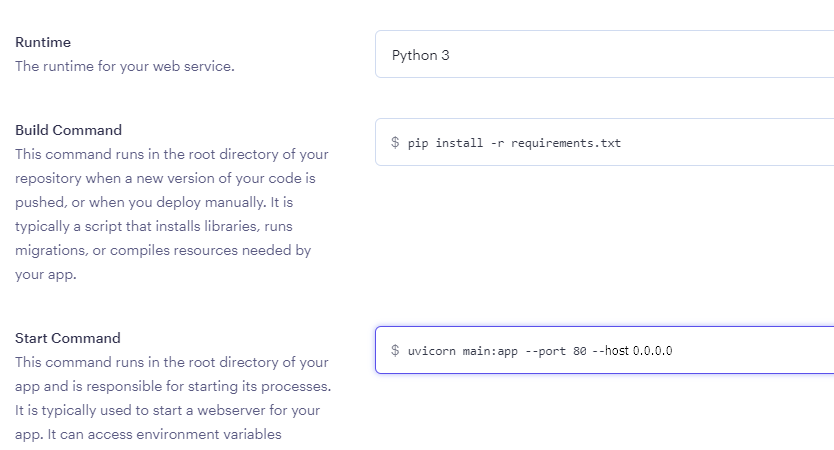 Runtime
The runtime for your web service.
Python 3
Build Command
This command runs in the root directory of your
repository when a new version of your code is
pushed, or when you deploy manually. It is
typically a script that installs libraries, runs
migrations, or compiles resources needed by
your app.
$ pip install -r requirements.txt
Start Command
This command runs in the root directory of your
app and is responsible for starting its processes.
It is typically used to start a webserver for your
app. It can access environment variables
$ uvicorn main:app --port 80 --host 0.0.0.0